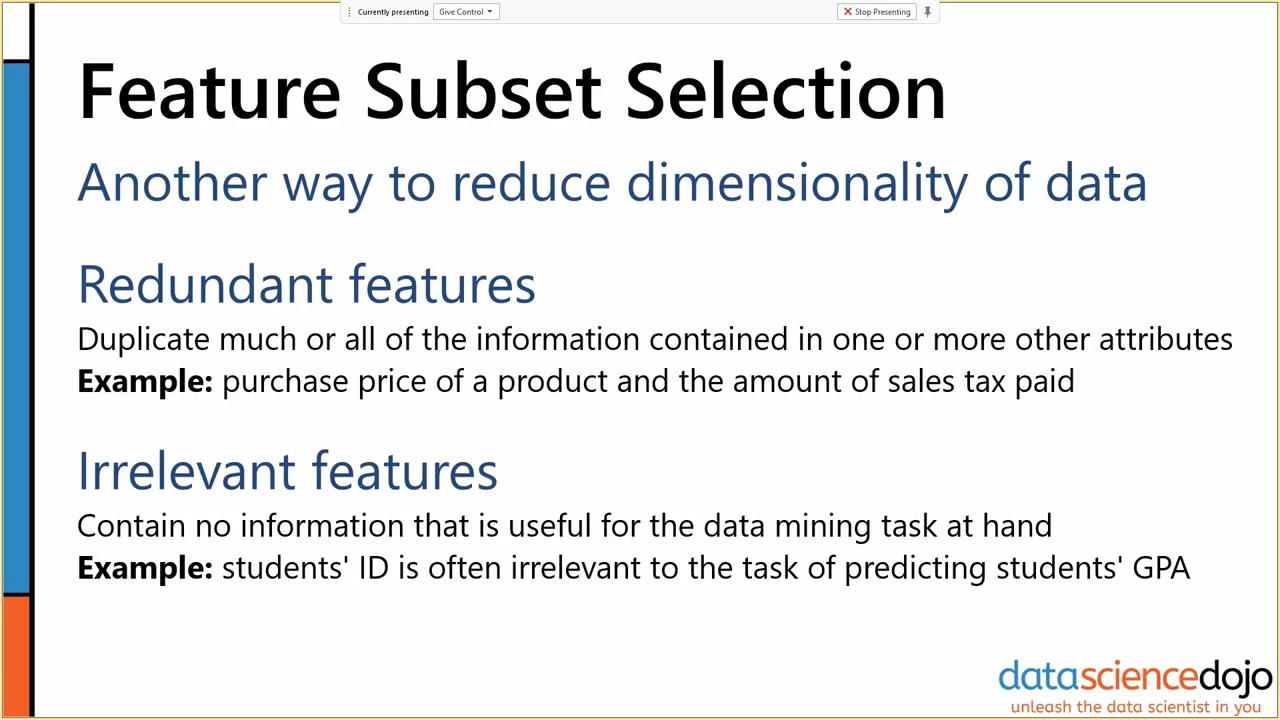 Currently presenting Give Control Stop Presenting
Feature Subset Selection
Another way to reduce dimensionality of data
Redundant features
Duplicate much or all of the information contained in one or more other attributes
Example: purchase price of a product and the amount of sales tax paid
Irrelevant features
Contain no information that is useful for the data mining task at hand
Example: students' ID is often irrelevant to the task of predicting students' GPA
datasciencedojo
unleash the data scientist in you